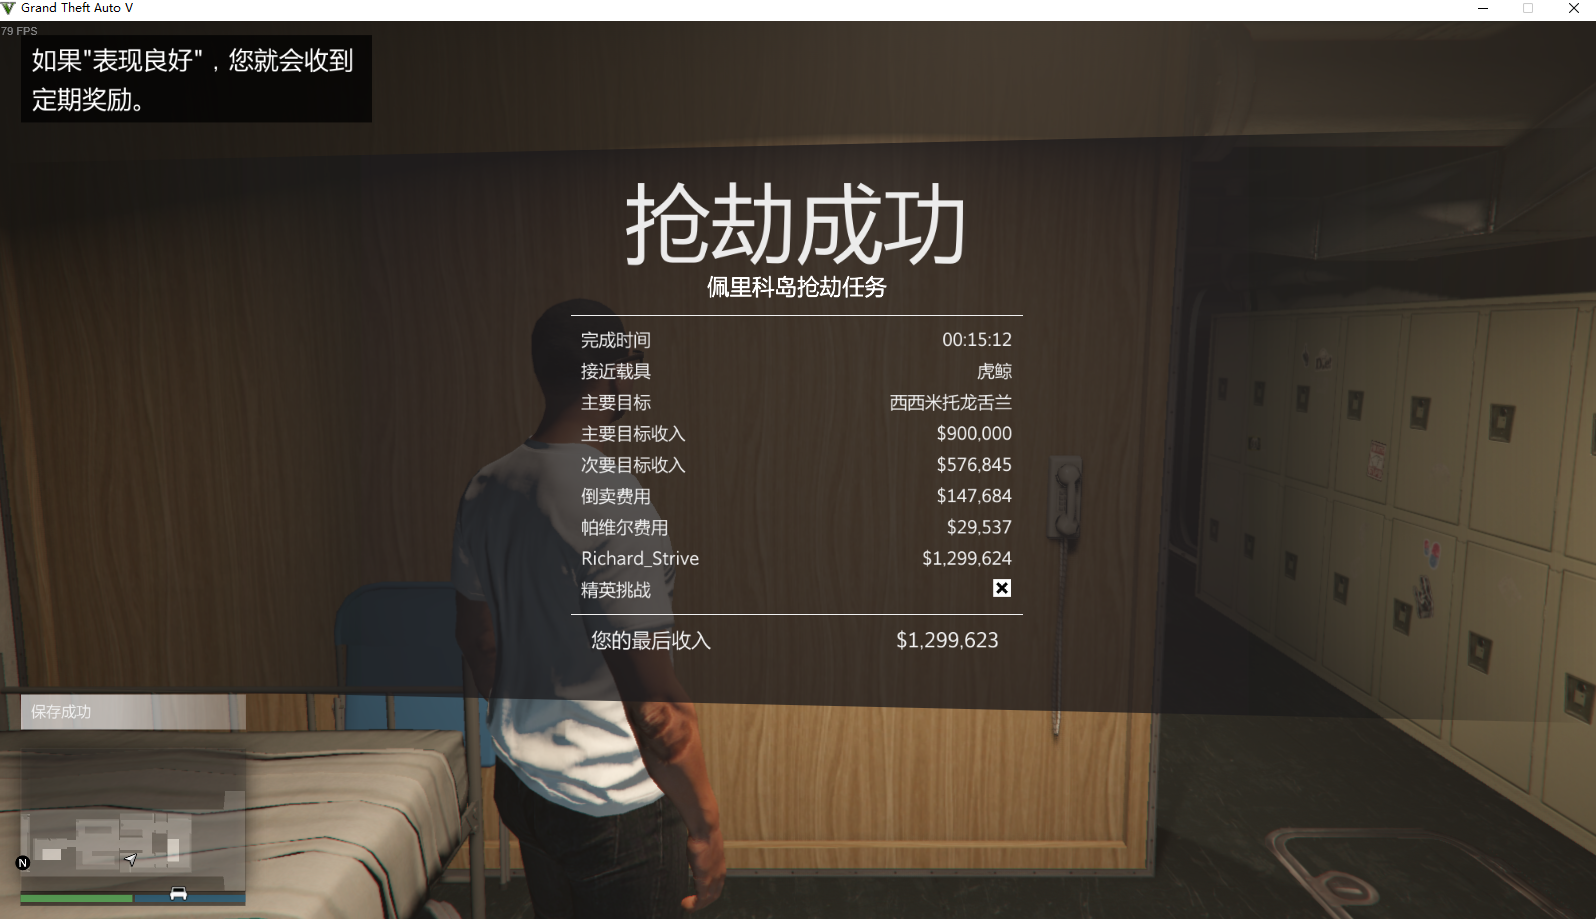 Grand Theft Auto V
79 FPS
如果"表现良好"，您就会收到
定期奖励。
抢劫成功
佩里科岛抢劫任务
完成时间 00:15:12
接近载具 虎鲸
主要目标 西西米托龙舌兰
主要目标收入 $900,000
次要目标收入 $576,845
倒卖费用 $147,684
帕维尔费用 $29,537
Richard_Strive $1,299,624
精英挑战
您的最后收入 $1,299,623
保存成功
N